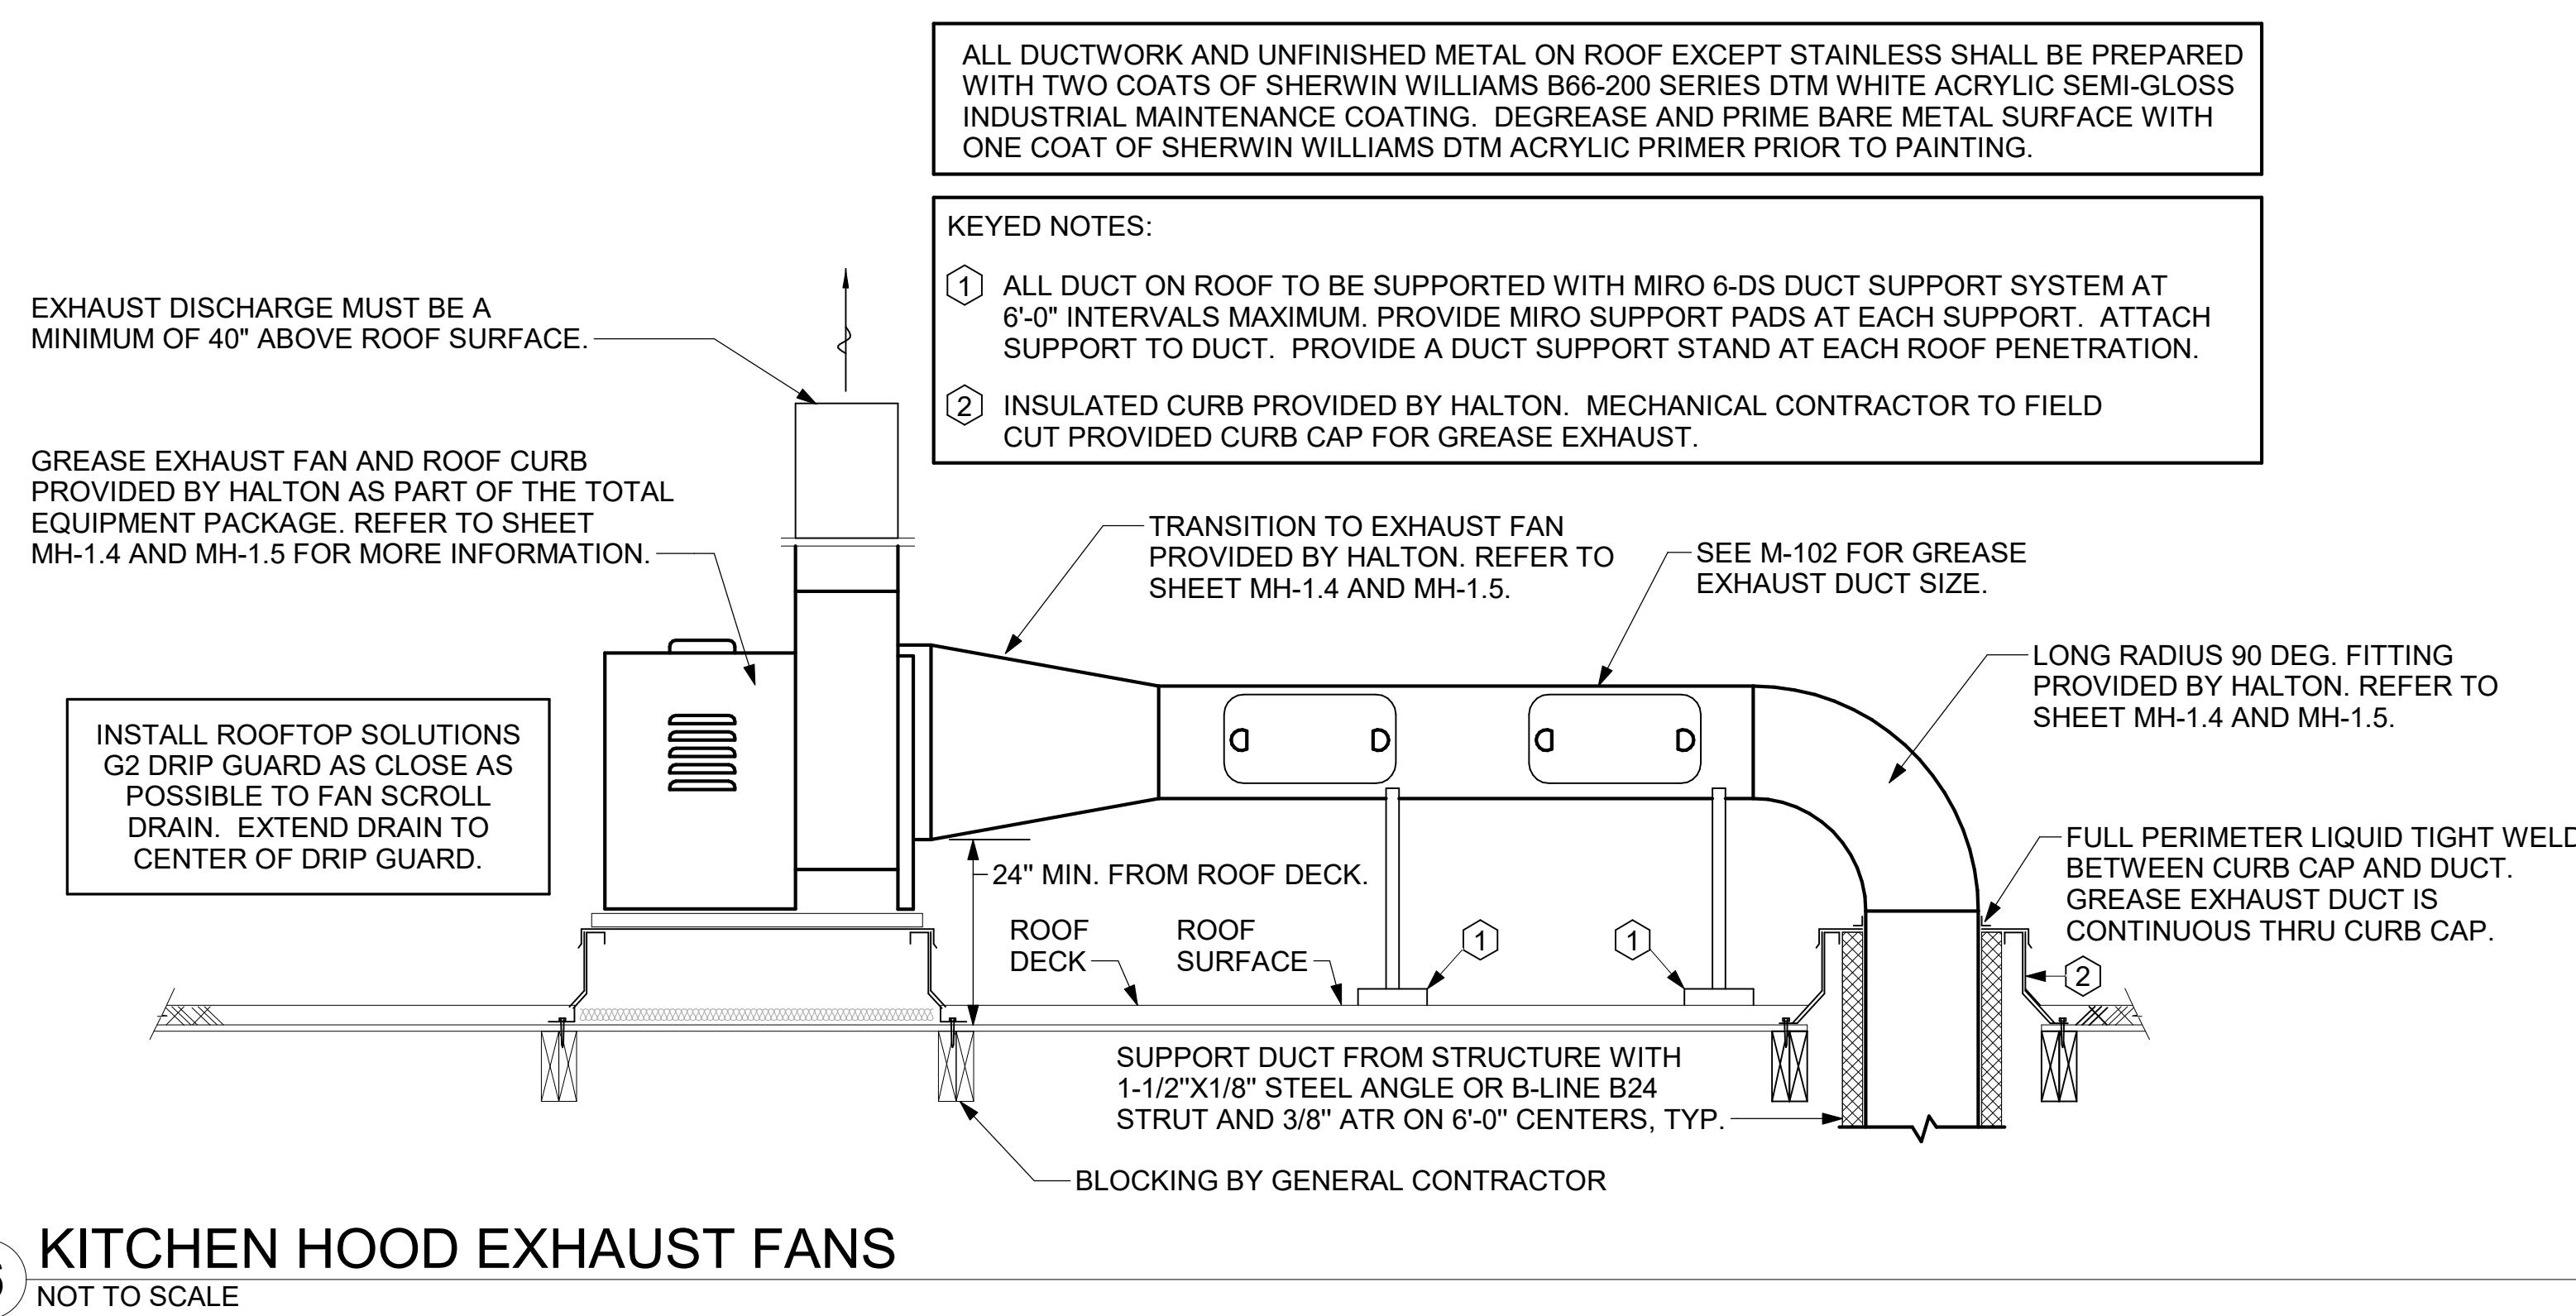 ALL DUCTWORK AND UNFINISHED METAL ON ROOF EXCEPT STAINLESS SHALL BE PREPARED
WITH TWO COATS OF SHERWIN WILLIAMS B66-200 SERIES DTM WHITE ACRYLIC SEMI-GLOSS
INDUSTRIAL MAINTENANCE COATING. DEGREASE AND PRIME BARE METAL SURFACE WITH
ONE COAT OF SHERWIN WILLIAMS DTM ACRYLIC PRIMER PRIOR TO PAINTING.
KEYED NOTES:
1 ALL DUCT ON ROOF TO BE SUPPORTED WITH MIRO 6-DS DUCT SUPPORT SYSTEM AT
6'-0" INTERVALS MAXIMUM. PROVIDE MIRO SUPPORT PADS AT EACH SUPPORT. ATTACH
SUPPORT TO DUCT. PROVIDE A DUCT SUPPORT STAND AT EACH ROOF PENETRATION.
2 INSULATED CURB PROVIDED BY HALTON. MECHANICAL CONTRACTOR TO FIELD
CUT PROVIDED CURB CAP FOR GREASE EXHAUST.
EXHAUST DISCHARGE MUST BE A
MINIMUM OF 40" ABOVE ROOF SURFACE.
GREASE EXHAUST FAN AND ROOF CURB
PROVIDED BY HALTON AS PART OF THE TOTAL
EQUIPMENT PACKAGE. REFER TO SHEET
MH-1.4 AND MH-1.5 FOR MORE INFORMATION.
TRANSITION TO EXHAUST FAN
PROVIDED BY HALTON. REFER TO
SHEET MH-1.4 AND MH-1.5.
SEE M-102 FOR GREASE
EXHAUST DUCT SIZE.
LONG RADIUS 90 DEG. FITTING
PROVIDED BY HALTON. REFER TO
SHEET MH-1.4 AND MH-1.5.
INSTALL ROOFTOP SOLUTIONS
G2 DRIP GUARD AS CLOSE AS
POSSIBLE TO FAN SCROLL
DRAIN. EXTEND DRAIN TO
CENTER OF DRIP GUARD.
FULL PERIMETER LIQUID TIGHT WELD
BETWEEN CURB CAP AND DUCT.
GREASE EXHAUST DUCT IS
CONTINUOUS THRU CURB CAP.
24" MIN. FROM ROOF DECK.
ROOF
DECK
ROOF
SURFACE
1
1
2
SUPPORT DUCT FROM STRUCTURE WITH
1-1/2"X1/8" STEEL ANGLE OR B-LINE B24
STRUT AND 3/8" ATR ON 6'-0" CENTERS, TYP.
BLOCKING BY GENERAL CONTRACTOR
KITCHEN HOOD EXHAUST FANS
NOT TO SCALE